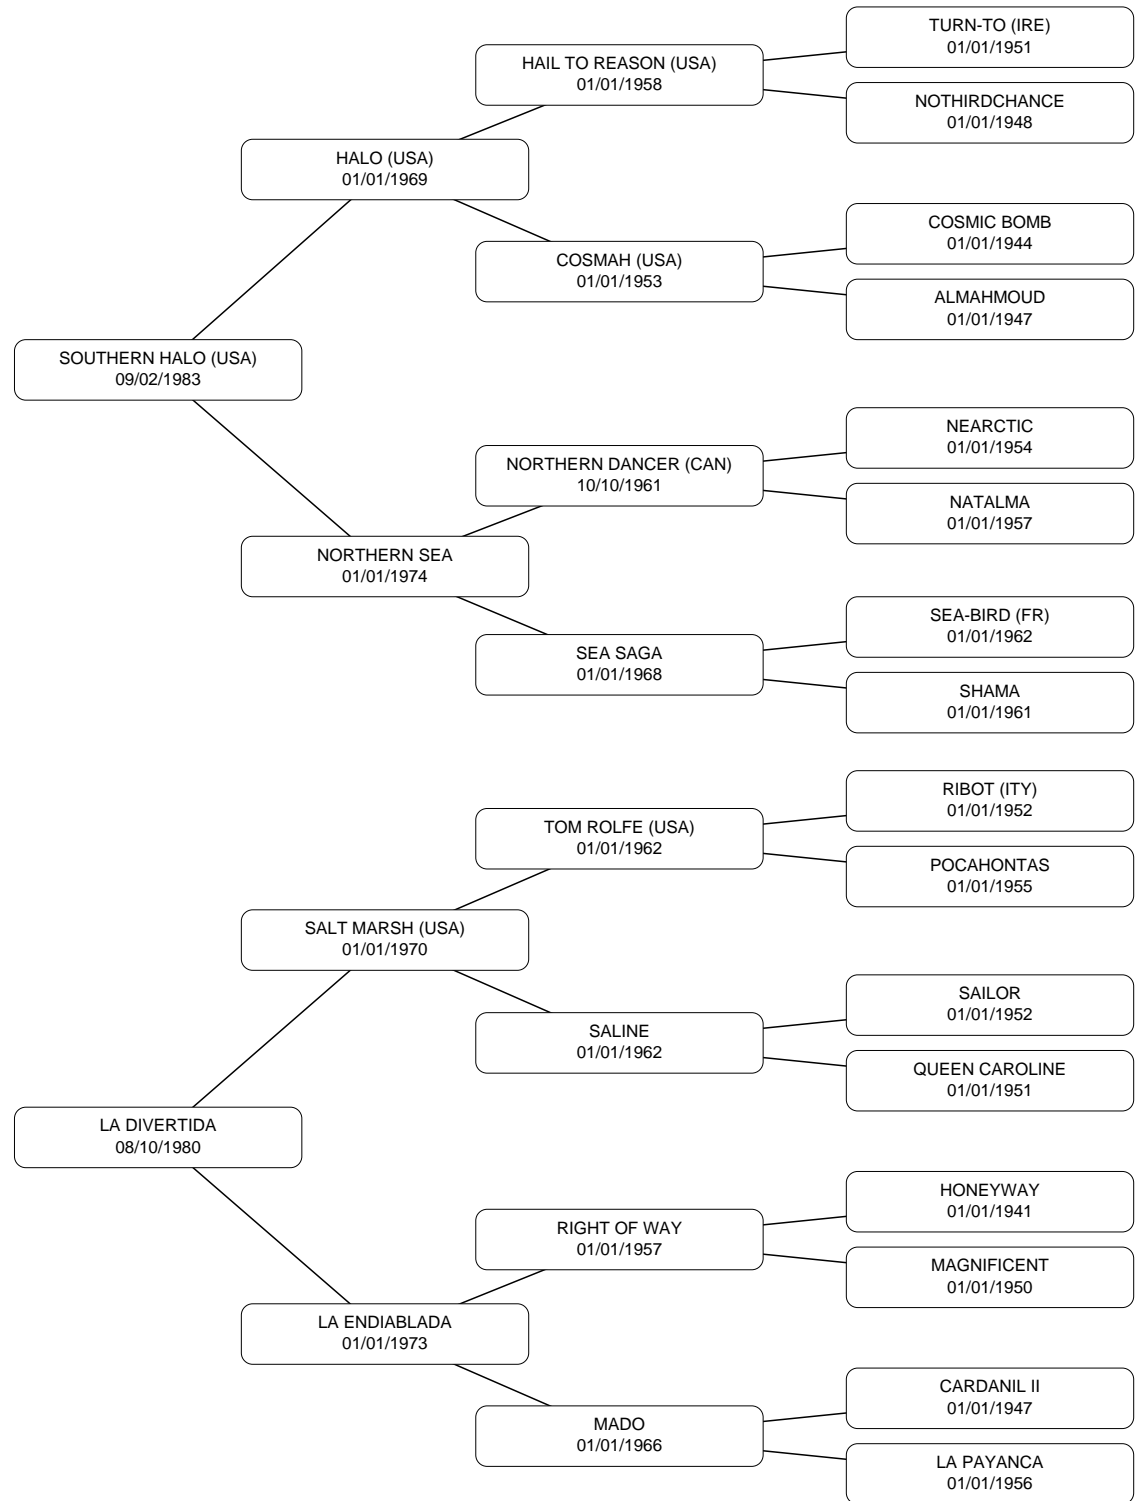 TURN-TO (IRE)
01/01/1951
HAIL TO REASON (USA)
01/01/1958
NOTHIRDCHANCE
01/01/1948
HALO (USA)
01/01/1969
COSMIC BOMB
01/01/1944
COSMAH (USA)
01/01/1953
ALMAHMOUD
01/01/1947
SOUTHERN HALO (USA)
09/02/1983
NEARCTIC
01/01/1954
NORTHERN DANCER (CAN)
10/10/1961
NATALMA
01/01/1957
NORTHERN SEA
01/01/1974
SEA-BIRD (FR)
01/01/1962
SEA SAGA
01/01/1968
SHAMA
01/01/1961
RIBOT (ITY)
01/01/1952
TOM ROLFE (USA)
01/01/1962
POCAHONTAS
01/01/1955
SALT MARSH (USA)
01/01/1970
SAILOR
01/01/1952
SALINE
01/01/1962
QUEEN CAROLINE
01/01/1951
LA DIVERTIDA
08/10/1980
HONEYWAY
01/01/1941
RIGHT OF WAY
01/01/1957
MAGNIFICENT
01/01/1950
LA ENDIABLADA
01/01/1973
CARDANIL II
01/01/1947
MADO
01/01/1966
LA PAYANCA
01/01/1956